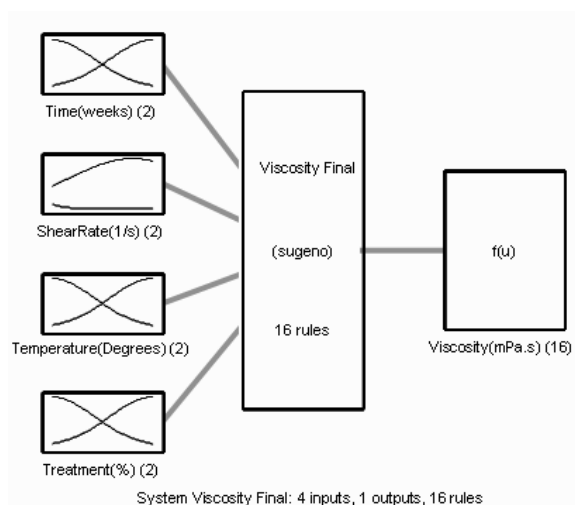 Time(weeks) (2)
ShearRate(1/s) (2)
Temperature(Degrees) (2)
Treatment(%) (2)
Viscosity Final
(sugeno)
16 rules
f(u)
Viscosity(mPa.s) (16)
System Viscosity Final: 4 inputs, 1 outputs, 16 rules